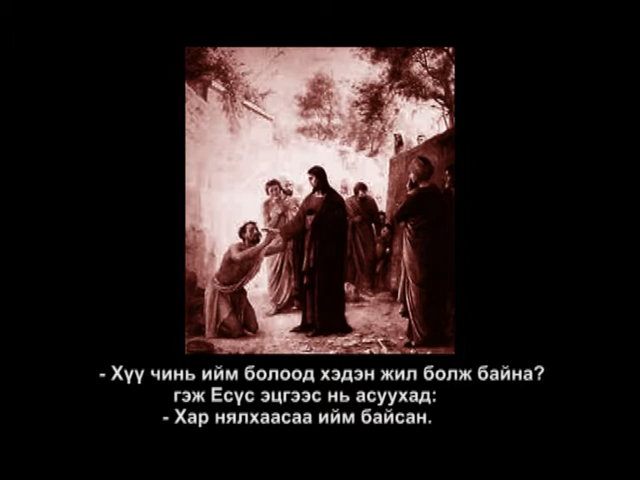 - Хүү чинь ийм болоод хэдэн жил болж байна?
гэж Есүс эцгээс нь асуухад:
- Хар нялхаасаа ийм байсан.